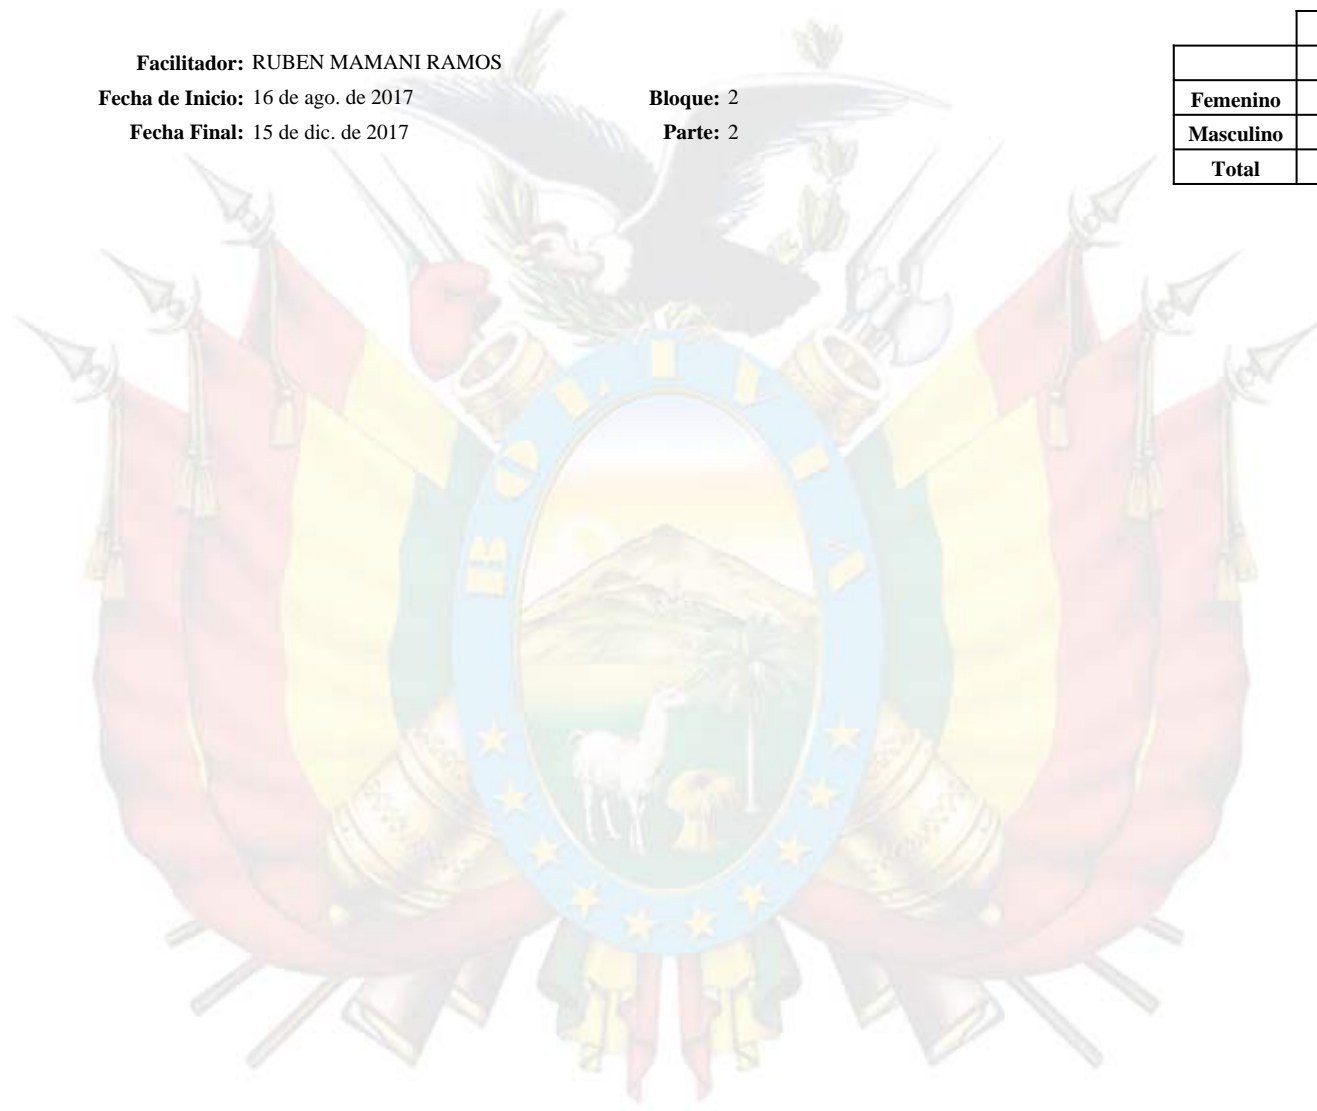 Facilitador: RUBEN MAMANI RAMOS
Fecha de Inicio: 16 de ago. de 2017 Bloque: 2
Fecha Final: 15 de dic. de 2017 Parte: 2
Femenino
Masculino
Total
BOLIVIA